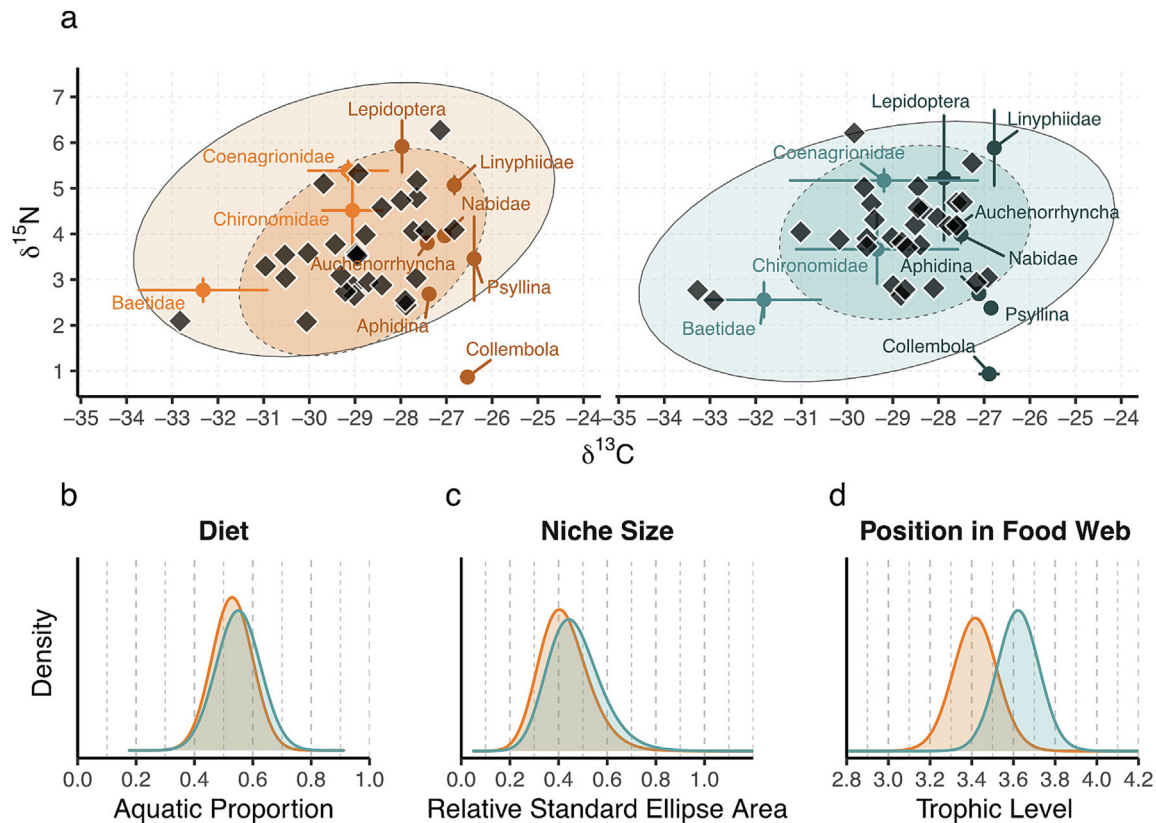 a
δ15N
7
6
5
4
3
2
1
Lepidoptera
Coenagrionidae
Linyphiidae
Chironomidae
Nabidae
Auchenorrhyncha
Psyllina
Baetidae
Aphidina
Collembola
−35 −34 −33 −32 −31 −30 −29 −28 −27 −26 −25 −24
Lepidoptera
Linyphiidae
Coenagrionidae
Auchenorrhyncha
Nabidae
Chironomidae
Aphidina
Psyllina
Baetidae
Collembola
−35 −34 −33 −32 −31 −30 −29 −28 −27 −26 −25 −24
δ13C
b
Diet
Density
0.0 0.2 0.4 0.6 0.8 1.0
Aquatic Proportion
c
Niche Size
0.0 0.2 0.4 0.6 0.8 1.0
Relative Standard Ellipse Area
d
Position in Food Web
2.8 3.0 3.2 3.4 3.6 3.8 4.0 4.2
Trophic Level